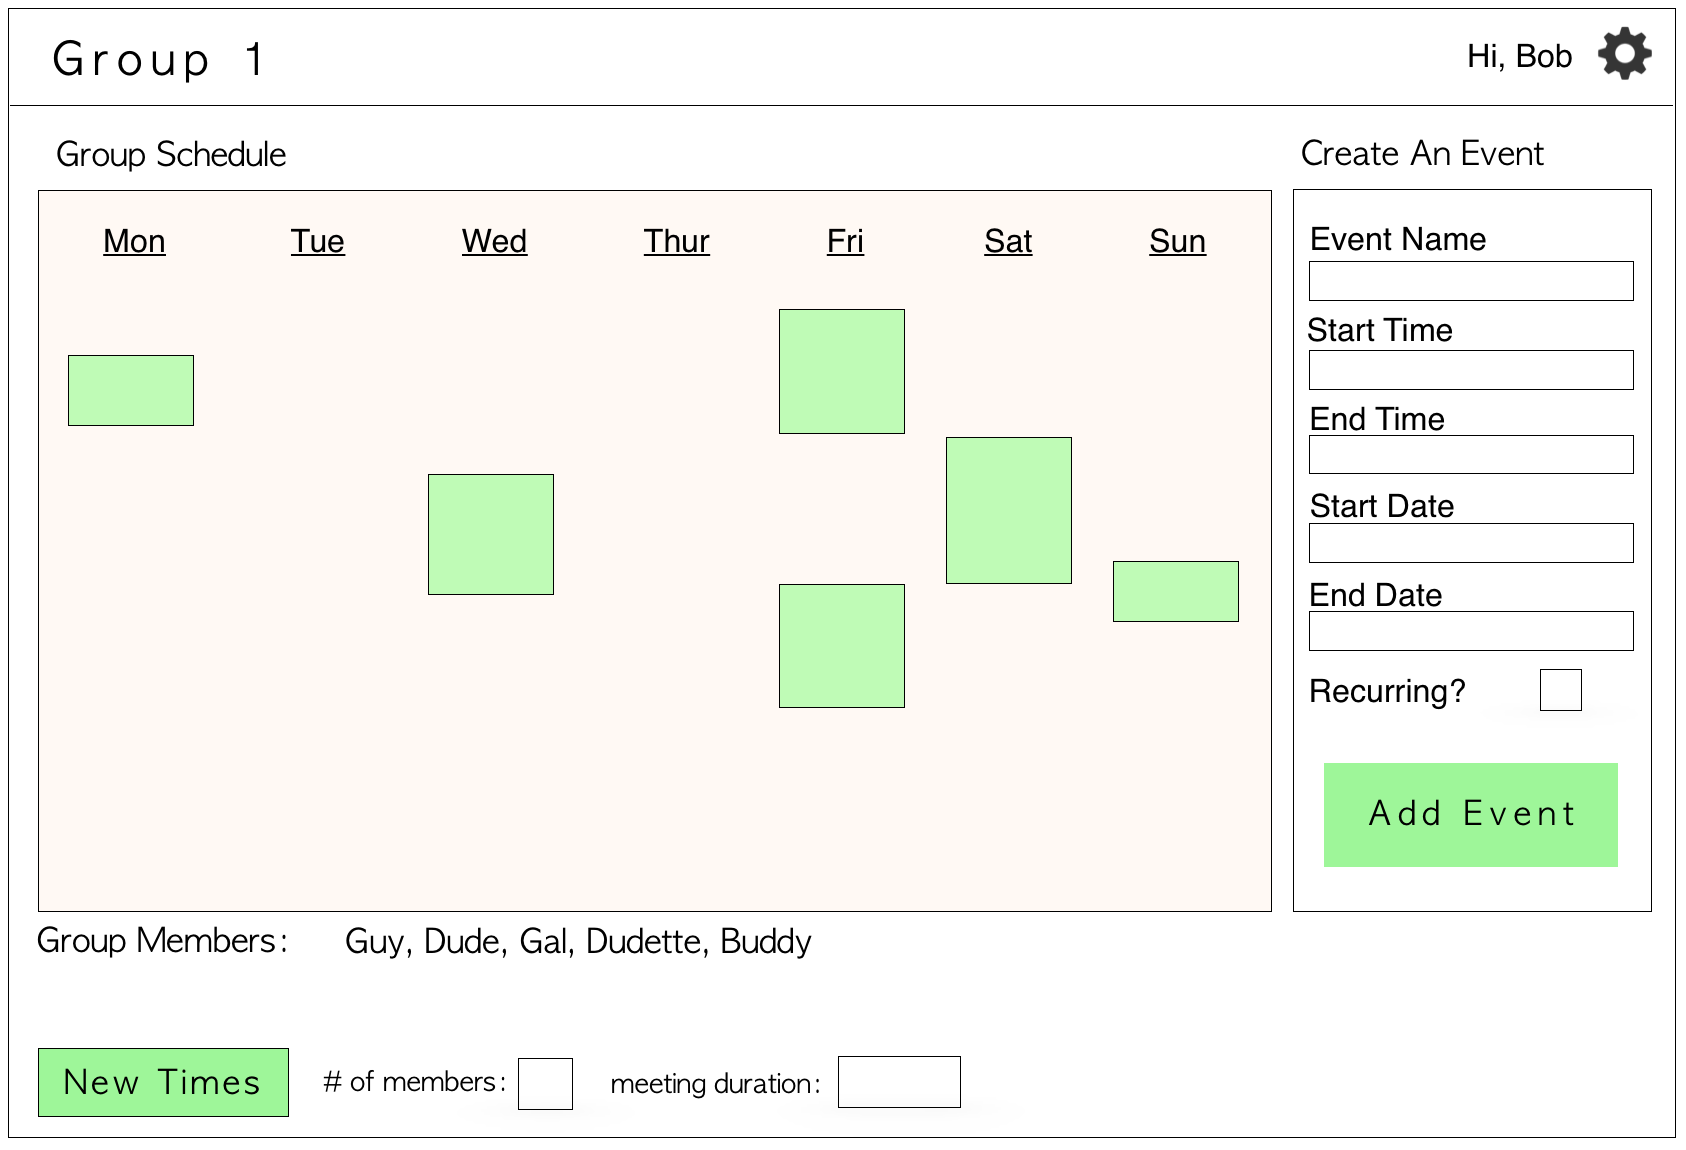 Group 1
Hi, Bob
Group Schedule
Mon Tue Wed Thur Fri Sat Sun
Create An Event
Event Name
Start Time
End Time
Start Date
End Date
Recurring?
Add Event
Group Members: Guy, Dude, Gal, Dudette, Buddy
New Times # of members: meeting duration: